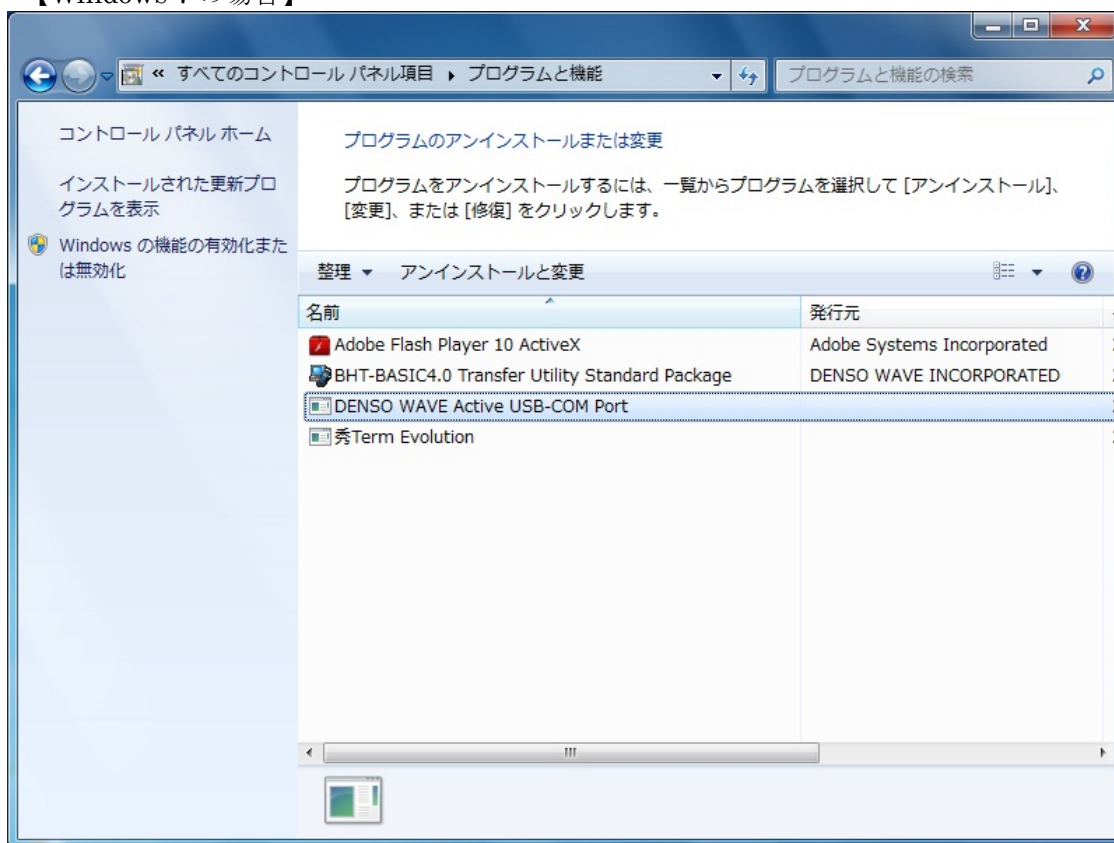 【Windows 7 の場合】
« すべてのコントロール パネル項目 ▸ プログラムと機能
プログラムと機能の検索
コントロール パネル ホーム
インストールされた更新プロ
グラムを表示
Windows の機能の有効化また
は無効化
プログラムのアンインストールまたは変更
プログラムをアンインストールするには、一覧からプログラムを選択して [アンインストール]、
[変更]、または [修復] をクリックします。
整理 ▼ アンインストールと変更
名前 発行元
Adobe Flash Player 10 ActiveX Adobe Systems Incorporated
BHT-BASIC4.0 Transfer Utility Standard Package DENSO WAVE INCORPORATED
DENSO WAVE Active USB-COM Port
秀Term Evolution